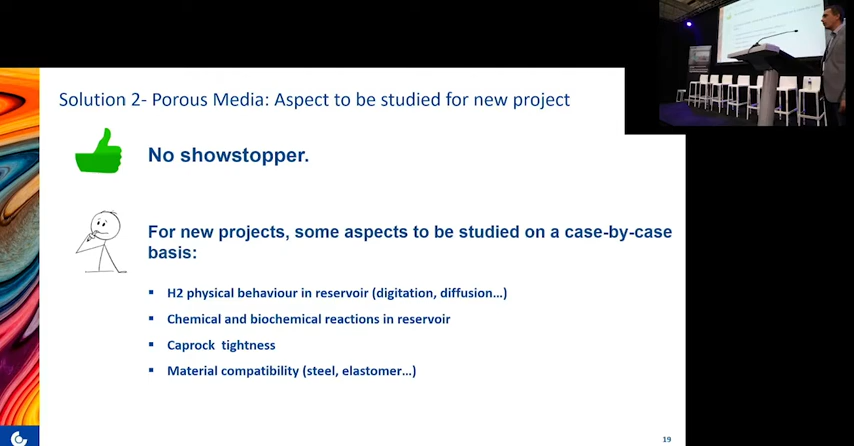 Solution 2- Porous Media: Aspect to be studied for new project
No showstopper.
For new projects, some aspects to be studied on a case-by-case
basis:
▪ H2 physical behaviour in reservoir (digitation, diffusion…)
▪ Chemical and biochemical reactions in reservoir
▪ Caprock tightness
▪ Material compatibility (steel, elastomer…)
19